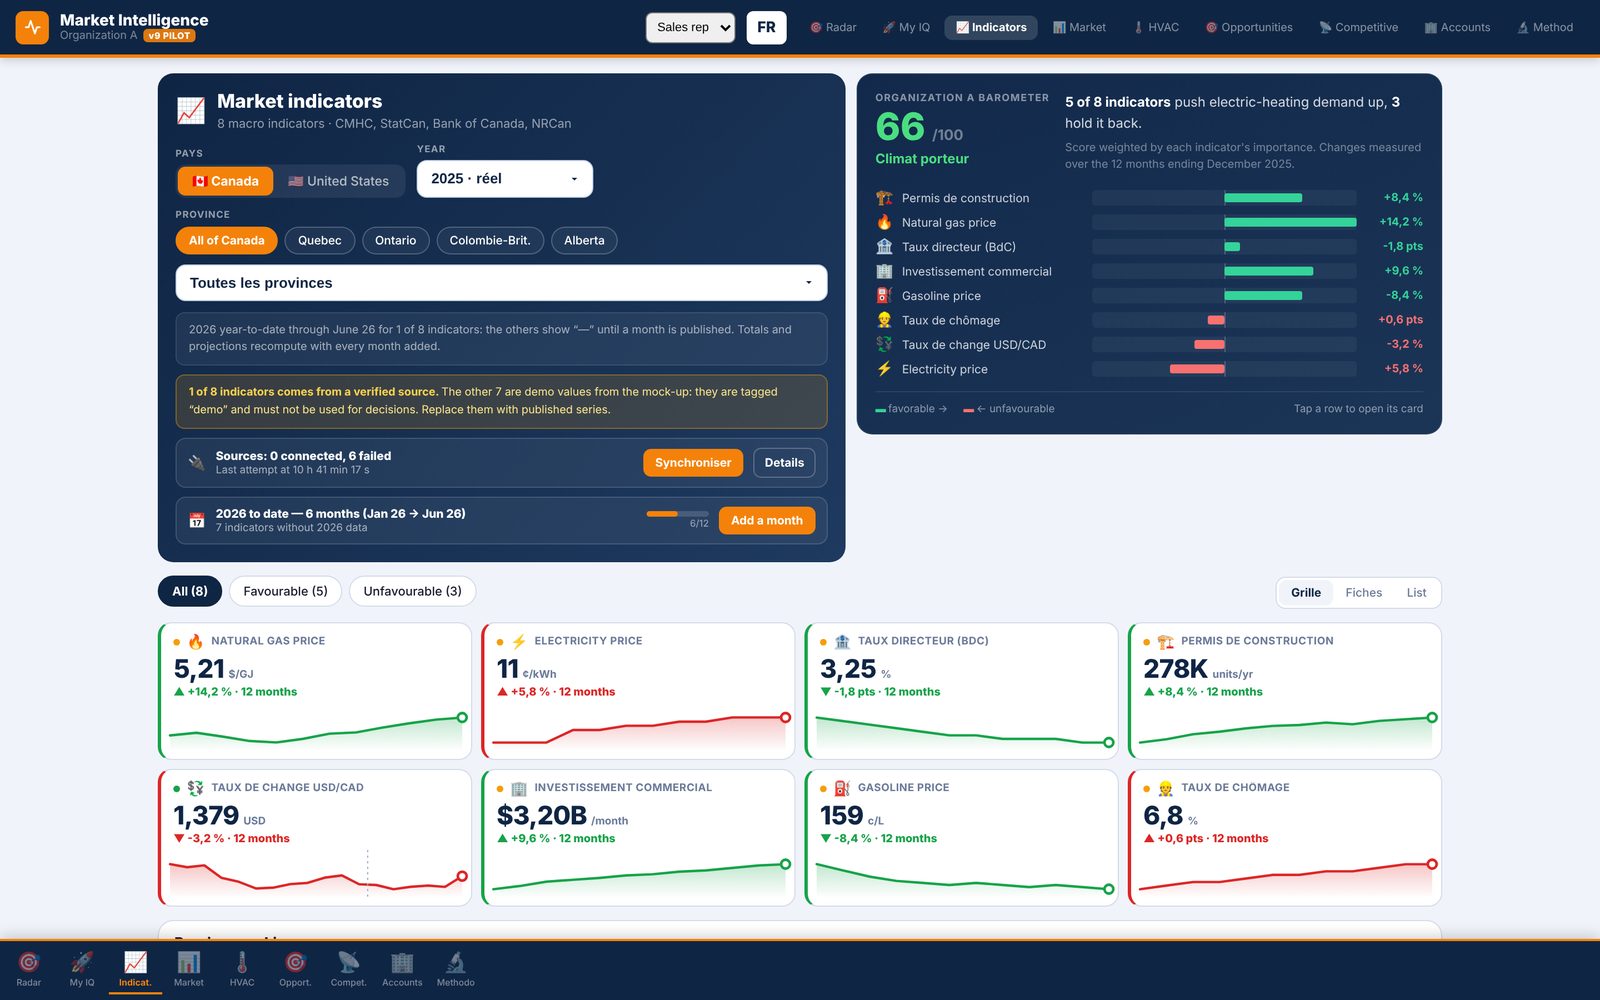 Market Intelligence
Organization A v9 PILOT
Sales rep
FR
Radar
My IQ
Indicators
Market
HVAC
Opportunities
Competitive
Accounts
Method
Market indicators
8 macro indicators · CMHC, StatCan, Bank of Canada, NRCan
PAYS
Canada
United States
YEAR
2025 · réel
PROVINCE
All of Canada
Quebec
Ontario
Colombie-Brit.
Alberta
Toutes les provinces
2026 year-to-date through June 26 for 1 of 8 indicators: the others show “—” until a month is published. Totals and
projections recompute with every month added.
1 of 8 indicators comes from a verified source. The other 7 are demo values from the mock-up: they are tagged
“demo” and must not be used for decisions. Replace them with published series.
Sources: 0 connected, 6 failed
Last attempt at 10 h 41 min 17 s
Synchroniser
Details
2026 to date — 6 months (Jan 26 → Jun 26)
7 indicators without 2026 data
6/12
Add a month
ORGANIZATION A BAROMETER
66 /100
Climat porteur
5 of 8 indicators push electric-heating demand up, 3
hold it back.
Score weighted by each indicator's importance. Changes measured
over the 12 months ending December 2025.
Permis de construction +8,4 %
Natural gas price +14,2 %
Taux directeur (BdC) -1,8 pts
Investissement commercial +9,6 %
Gasoline price -8,4 %
Taux de chômage +0,6 pts
Taux de change USD/CAD -3,2 %
Electricity price +5,8 %
favorable →
← unfavourable
Tap a row to open its card
All (8)
Favourable (5)
Unfavourable (3)
Grille
Fiches
List
NATURAL GAS PRICE
5,21 $/GJ
▲ +14,2 % · 12 months
ELECTRICITY PRICE
11 ¢/kWh
▲ +5,8 % · 12 months
TAUX DIRECTEUR (BDC)
3,25 %
▼ -1,8 pts · 12 months
PERMIS DE CONSTRUCTION
278K units/yr
▲ +8,4 % · 12 months
TAUX DE CHANGE USD/CAD
1,379 USD
▼ -3,2 % · 12 months
INVESTISSEMENT COMMERCIAL
$3,20B /month
▲ +9,6 % · 12 months
GASOLINE PRICE
159 c/L
▼ -8,4 % · 12 months
TAUX DE CHÔMAGE
6,8 %
▲ +0,6 pts · 12 months
Radar
My IQ
Indicat.
Market
HVAC
Opport.
Compet.
Accounts
Methodo